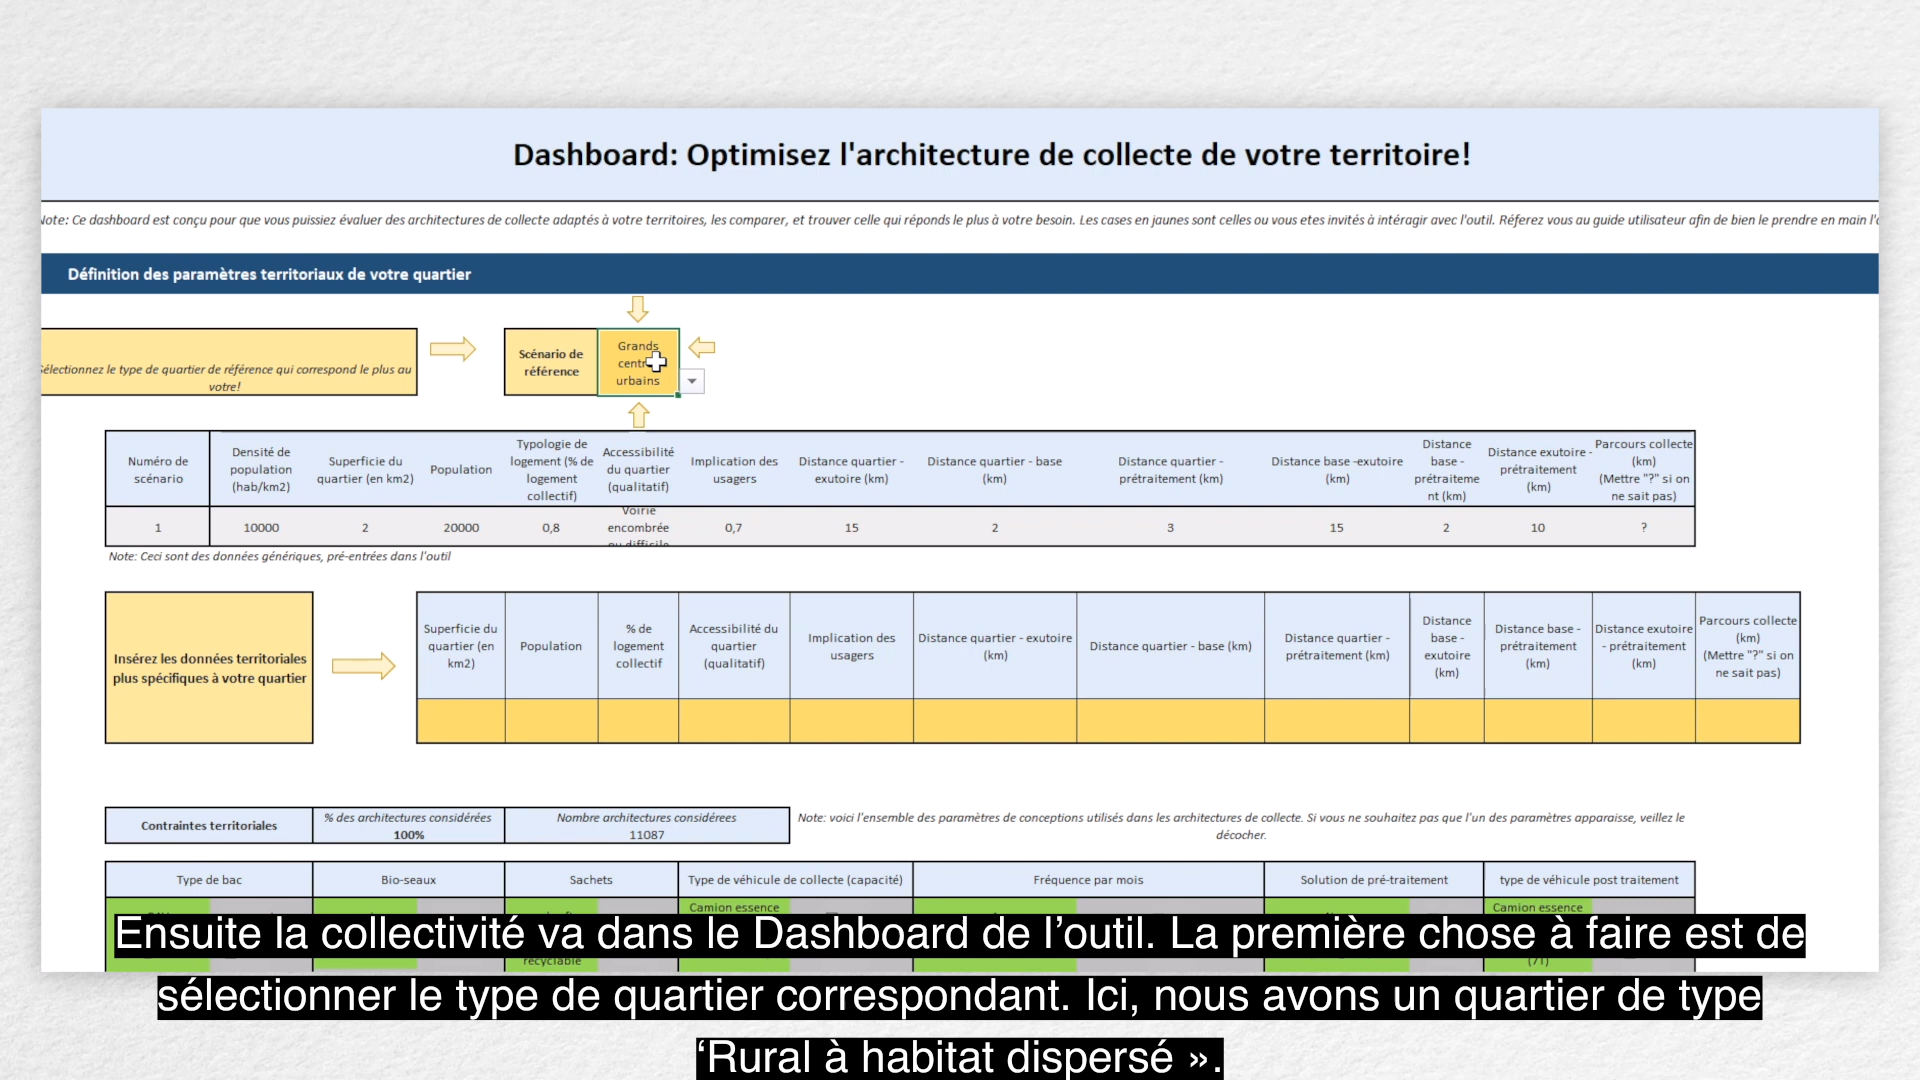 Dashboard: Optimisez l'architecture de collecte de votre territoire!
Note: Ce dashboard est conçu pour que vous puissiez évaluer des architectures de collecte adaptés à votre territoires, les comparer, et trouver celle qui réponds le plus à votre besoin. Les cases en jaunes sont celles ou vous etes invités à intéragir avec l'outil. Réferez vous au guide utilisateur afin de bien le prendre en main
Définition des paramètres territoriaux de votre quartier
Sélectionnez le type de quartier de référence qui correspond le plus au
votre!
Scénario de
référence
Grands
urbains
Numéro de
scénario
Densité de
population
(hab/km2)
Superficie du
quartier (en km2)
Population
Typologie de
logement (% de
logement
collectif)
Accessibilité
du quartier
(qualitatif)
Implication des
usagers
Distance quartier -
exutoire (km)
Distance quartier - base
(km)
Distance quartier -
prétraitement (km)
Distance base -exutoire
(km)
Distance
base -
prétraiteme
nt (km)
Distance exutoire -
prétraitement
(km)
Parcours collecte
(km)
(Mettre "?" si on
ne sait pas)
1
10000
2
20000
0,8
Voirie
encombrée
ou difficile
0,7
15
2
3
15
2
10
?
Note: Ceci sont des données génériques, pré-entrées dans l'outil
Insérez les données territoriales
plus spécifiques à votre quartier
Superficie du
quartier (en
km2)
Population
% de
logement
collectif
Accessibilité du
quartier
(qualitatif)
Implication des
usagers
Distance quartier - exutoire
(km)
Distance quartier - base (km)
Distance quartier -
prétraitement (km)
Distance
base -
exutoire
(km)
Distance base -
prétraitement
(km)
Distance exutoire
- prétraitement
(km)
Parcours collecte
(km)
(Mettre "?" si on
ne sait pas)
Contraintes territoriales
% des architectures considérées
100%
Nombre architectures considérees
11087
Note: voici l'ensemble des paramètres de conceptions utilisés dans les architectures de collecte. Si vous ne souhaitez pas que l'un des paramètres apparaisse, veillez le
décocher.
Type de bac
Bio-seaux
Sachets
Type de véhicule de collecte (capacité)
Fréquence par mois
Solution de pré-traitement
type de véhicule post traitement
Camion essence
Camion essence
recyclable
Ensuite la collectivité va dans le Dashboard de l’outil. La première chose à faire est de
sélectionner le type de quartier correspondant. Ici, nous avons un quartier de type
‘Rural à habitat dispersé ».